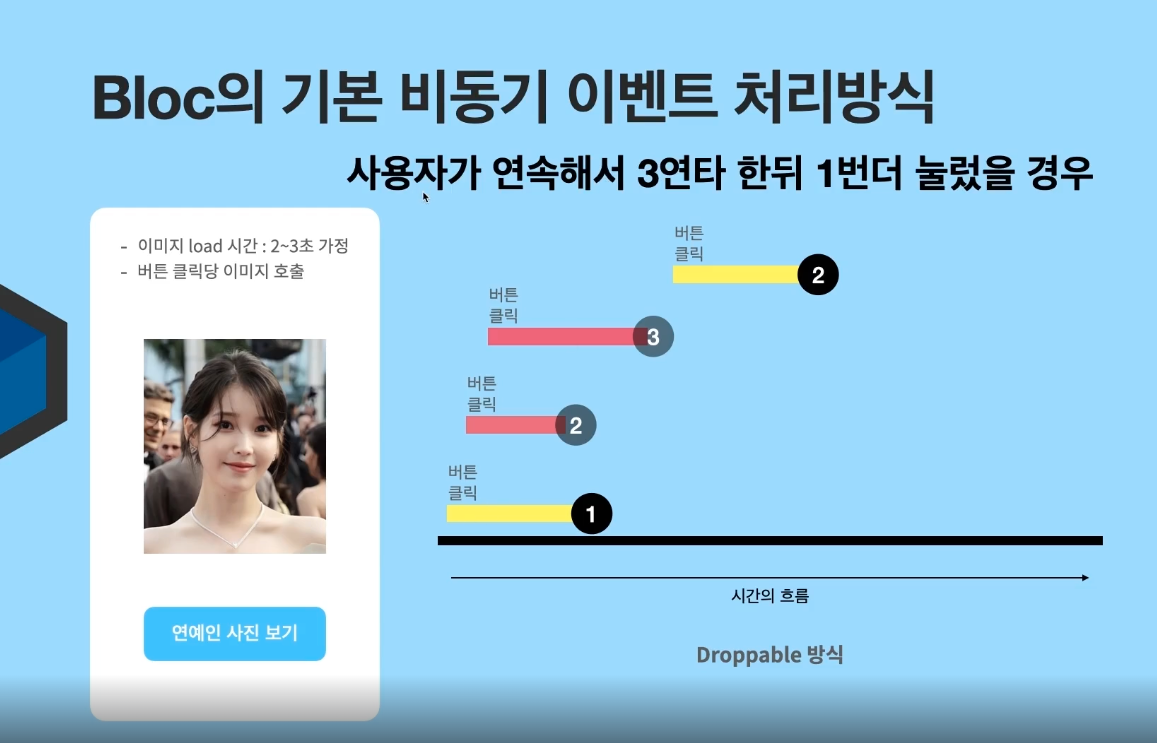 Bloc의 기본 비동기 이벤트 처리방식
사용자가 연속해서 3연타 한뒤 1번더 눌렀을 경우
- 이미지 load 시간 : 2~3초 가정
- 버튼 클릭당 이미지 호출
연예인 사진 보기
버튼
클릭
2
버튼
클릭
3
버튼
클릭
2
버튼
클릭
1
시간의 흐름
Droppable 방식